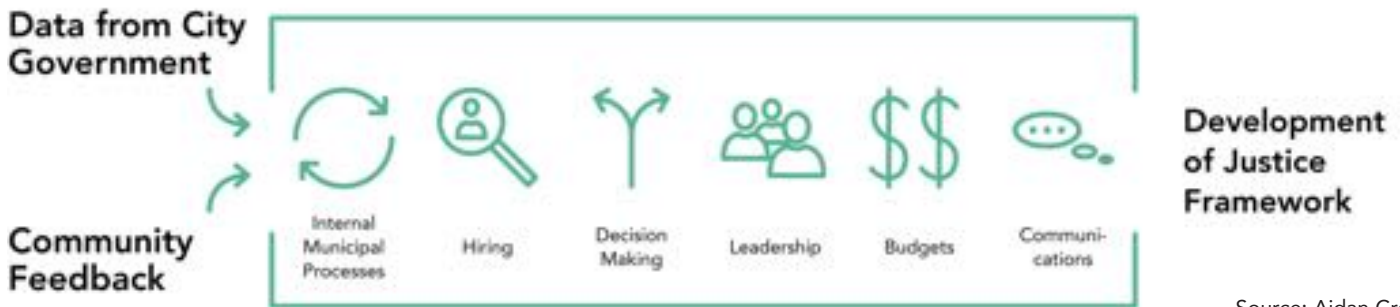 Data from City
Government
Community
Feedback
Internal
Municipal
Processes
Hiring
Decision
Making
Leadership
$$
Budgets
Communi-
cations
Development
of Justice
Framework
Source: Aidan